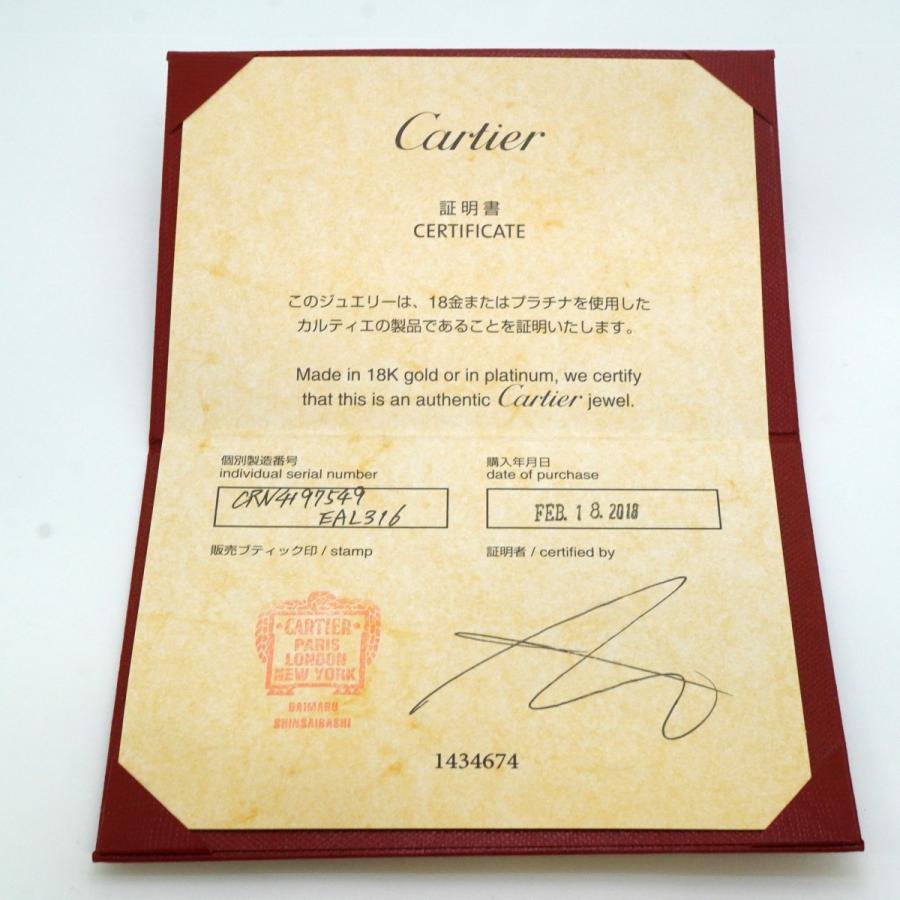 Cartier
証明書
CERTIFICATE
このジュエリーは、18金またはプラチナを使用した
カルティエの製品であることを証明いたします。
Made in 18K gold or in platinum, we certify
that this is an authentic Cartier jewel.
個別製造番号
individual serial number
CRN4197549
EAL316
購入年月日
date of purchase
FEB. 18. 2018
販売ブティック印 / stamp
証明者 / certified by
CARTIER
PARIS
LONDON
NEW YORK
DAIMARU
SHINSAIBASHI
1434674